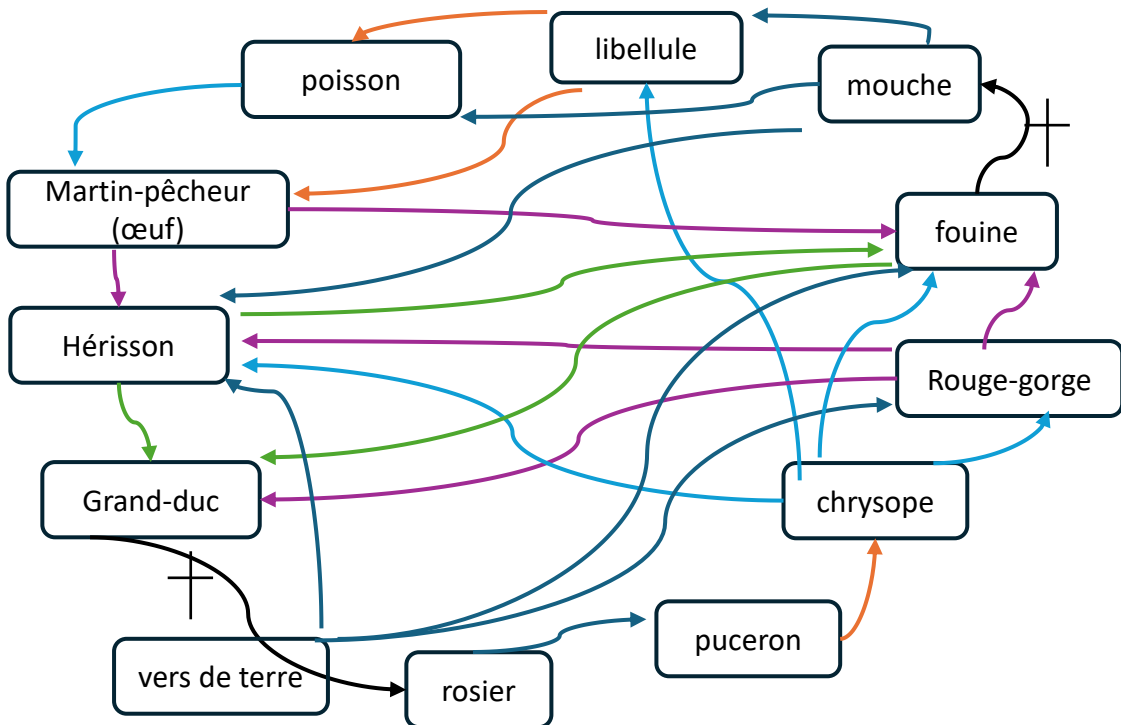 libellule
poisson
mouche
Martin-pêcheur
(œuf)
fouine
Hérisson
Rouge-gorge
Grand-duc
chrysope
puceron
vers de terre
rosier